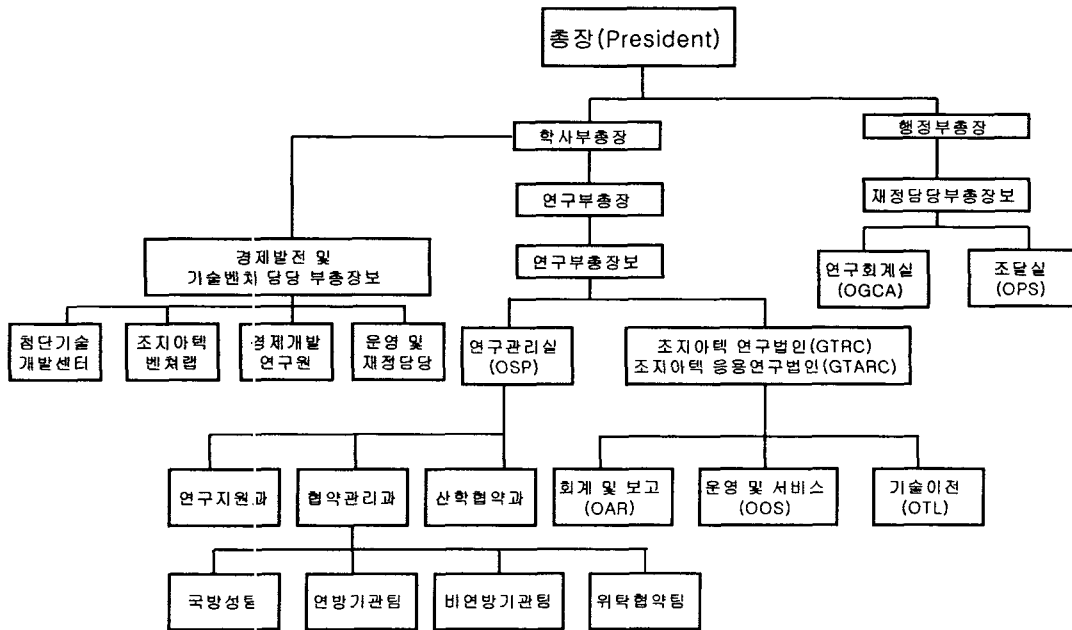 총장(President)
학사부총장
행정부총장
연구부총장
재정담당부총장보
경제발전 및
기술벤처 담당 부총장보
연구부총장보
연구회계실
(OGCA)
조달실
(OPS)
첨단기술
개발센터
조지아텍
벤쳐랩
경제개발
연구원
운영 및
재정담당
연구관리실
(OSP)
조지아텍 연구법인(GTRC)
조지아텍 응용연구법인(GTARC)
연구지원과
협약관리과
산학협약과
회계 및 보고
(OAR)
운영 및 서비스
(OOS)
기술이전
(OTL)
국방성팀
연방기관팀
비연방기관팀
위탁협약팀